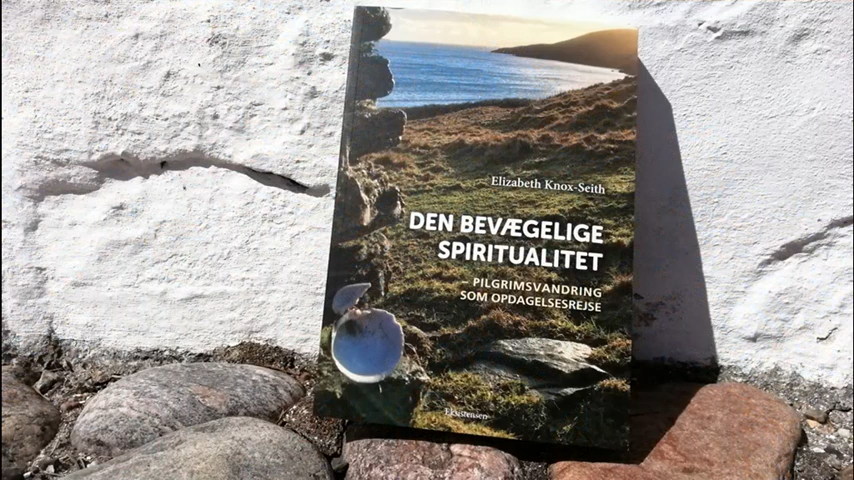 Elizabeth Knox-Seith
DEN BEVÆGELIGE
SPIRITUALITET
PILGRIMSVANDRING
SOM OPDAGELSESREJSE
Eksistensen